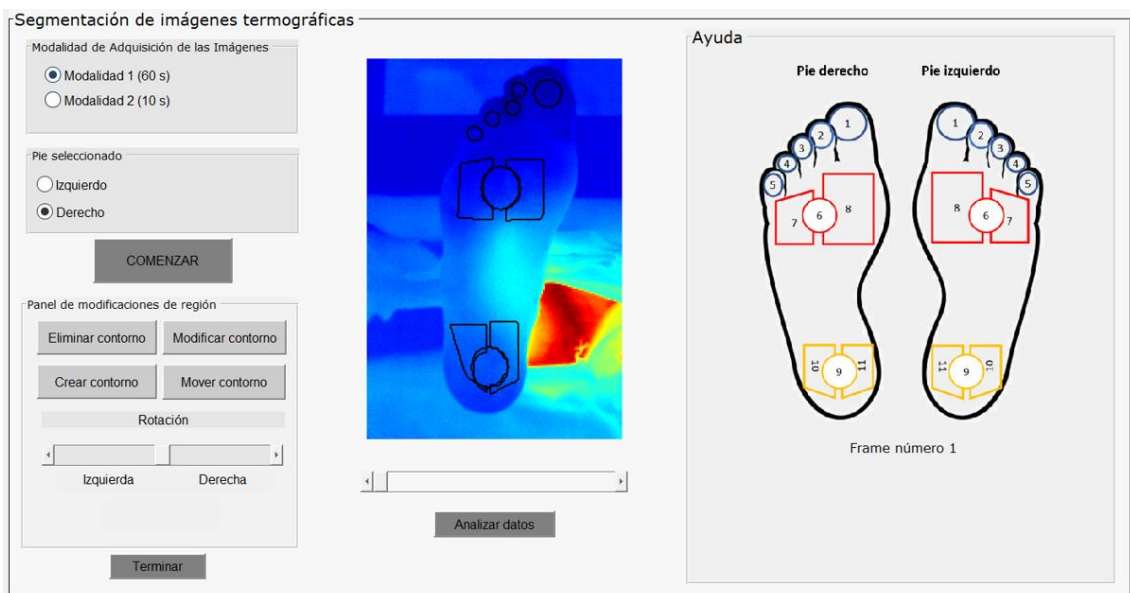 Segmentación de imágenes termográficas
Modalidad de Adquisición de las Imágenes
Modalidad 1 (60 s)
Modalidad 2 (10 s)
Pie seleccionado
Izquierdo
Derecho
COMENZAR
Panel de modificaciones de región
Eliminar contorno
Modificar contorno
Crear contorno
Mover contorno
Rotación
Izquierda
Derecha
Terminar
Analizar datos
Ayuda
Pie derecho
1
2
3
4
5
6
7
8
9
10
11
Pie izquierdo
1
2
3
4
5
6
7
8
9
10
11
Frame número 1